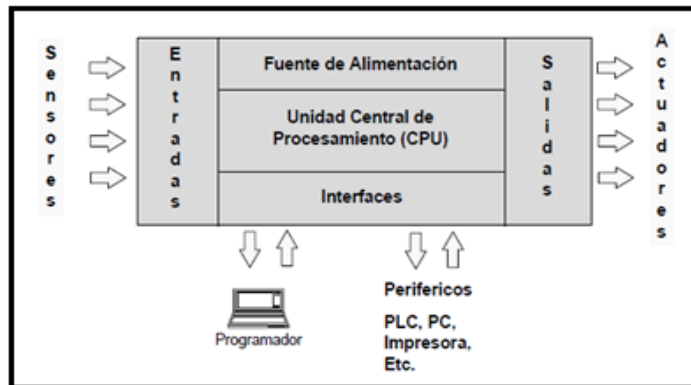 Sensores
Entradas
Fuente de Alimentación
Unidad Central de
Procesamiento (CPU)
Interfaces
Salidas
Actuadores
Programador
Perifericos
PLC, PC,
Impresora,
Etc.